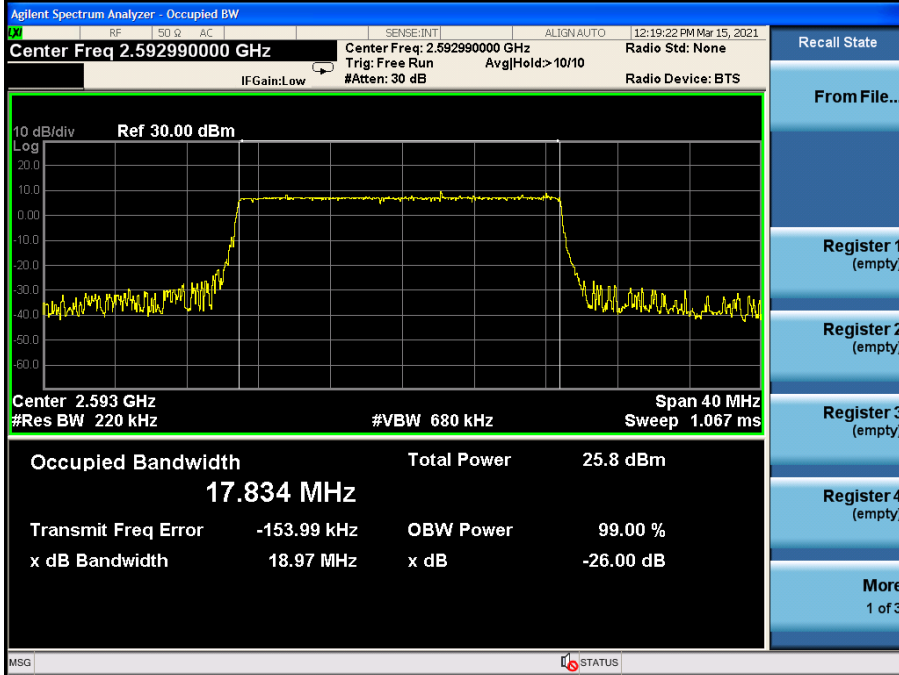 Agilent Spectrum Analyzer - Occupied BW
LXI RF 50 Ω AC SENSE:INT ALIGN AUTO 12:19:22 PM Mar 15, 2021
Center Freq 2.592990000 GHz
Center Freq: 2.592990000 GHz Radio Std: None
Trig: Free Run Avg|Hold:>10/10
IFGain:Low #Atten: 30 dB Radio Device: BTS
10 dB/div Ref 30.00 dBm
Log
20.0
10.0
0.00
-10.0
-20.0
-30.0
-40.0
-50.0
-60.0
Center 2.593 GHz Span 40 MHz
#Res BW 220 kHz #VBW 680 kHz Sweep 1.067 ms
Occupied Bandwidth Total Power 25.8 dBm
17.834 MHz
Transmit Freq Error -153.99 kHz OBW Power 99.00 %
x dB Bandwidth 18.97 MHz x dB -26.00 dB
MSG STATUS
Recall State
From File...
Register 1
(empty)
Register 2
(empty)
Register 3
(empty)
Register 4
(empty)
More
1 of 3